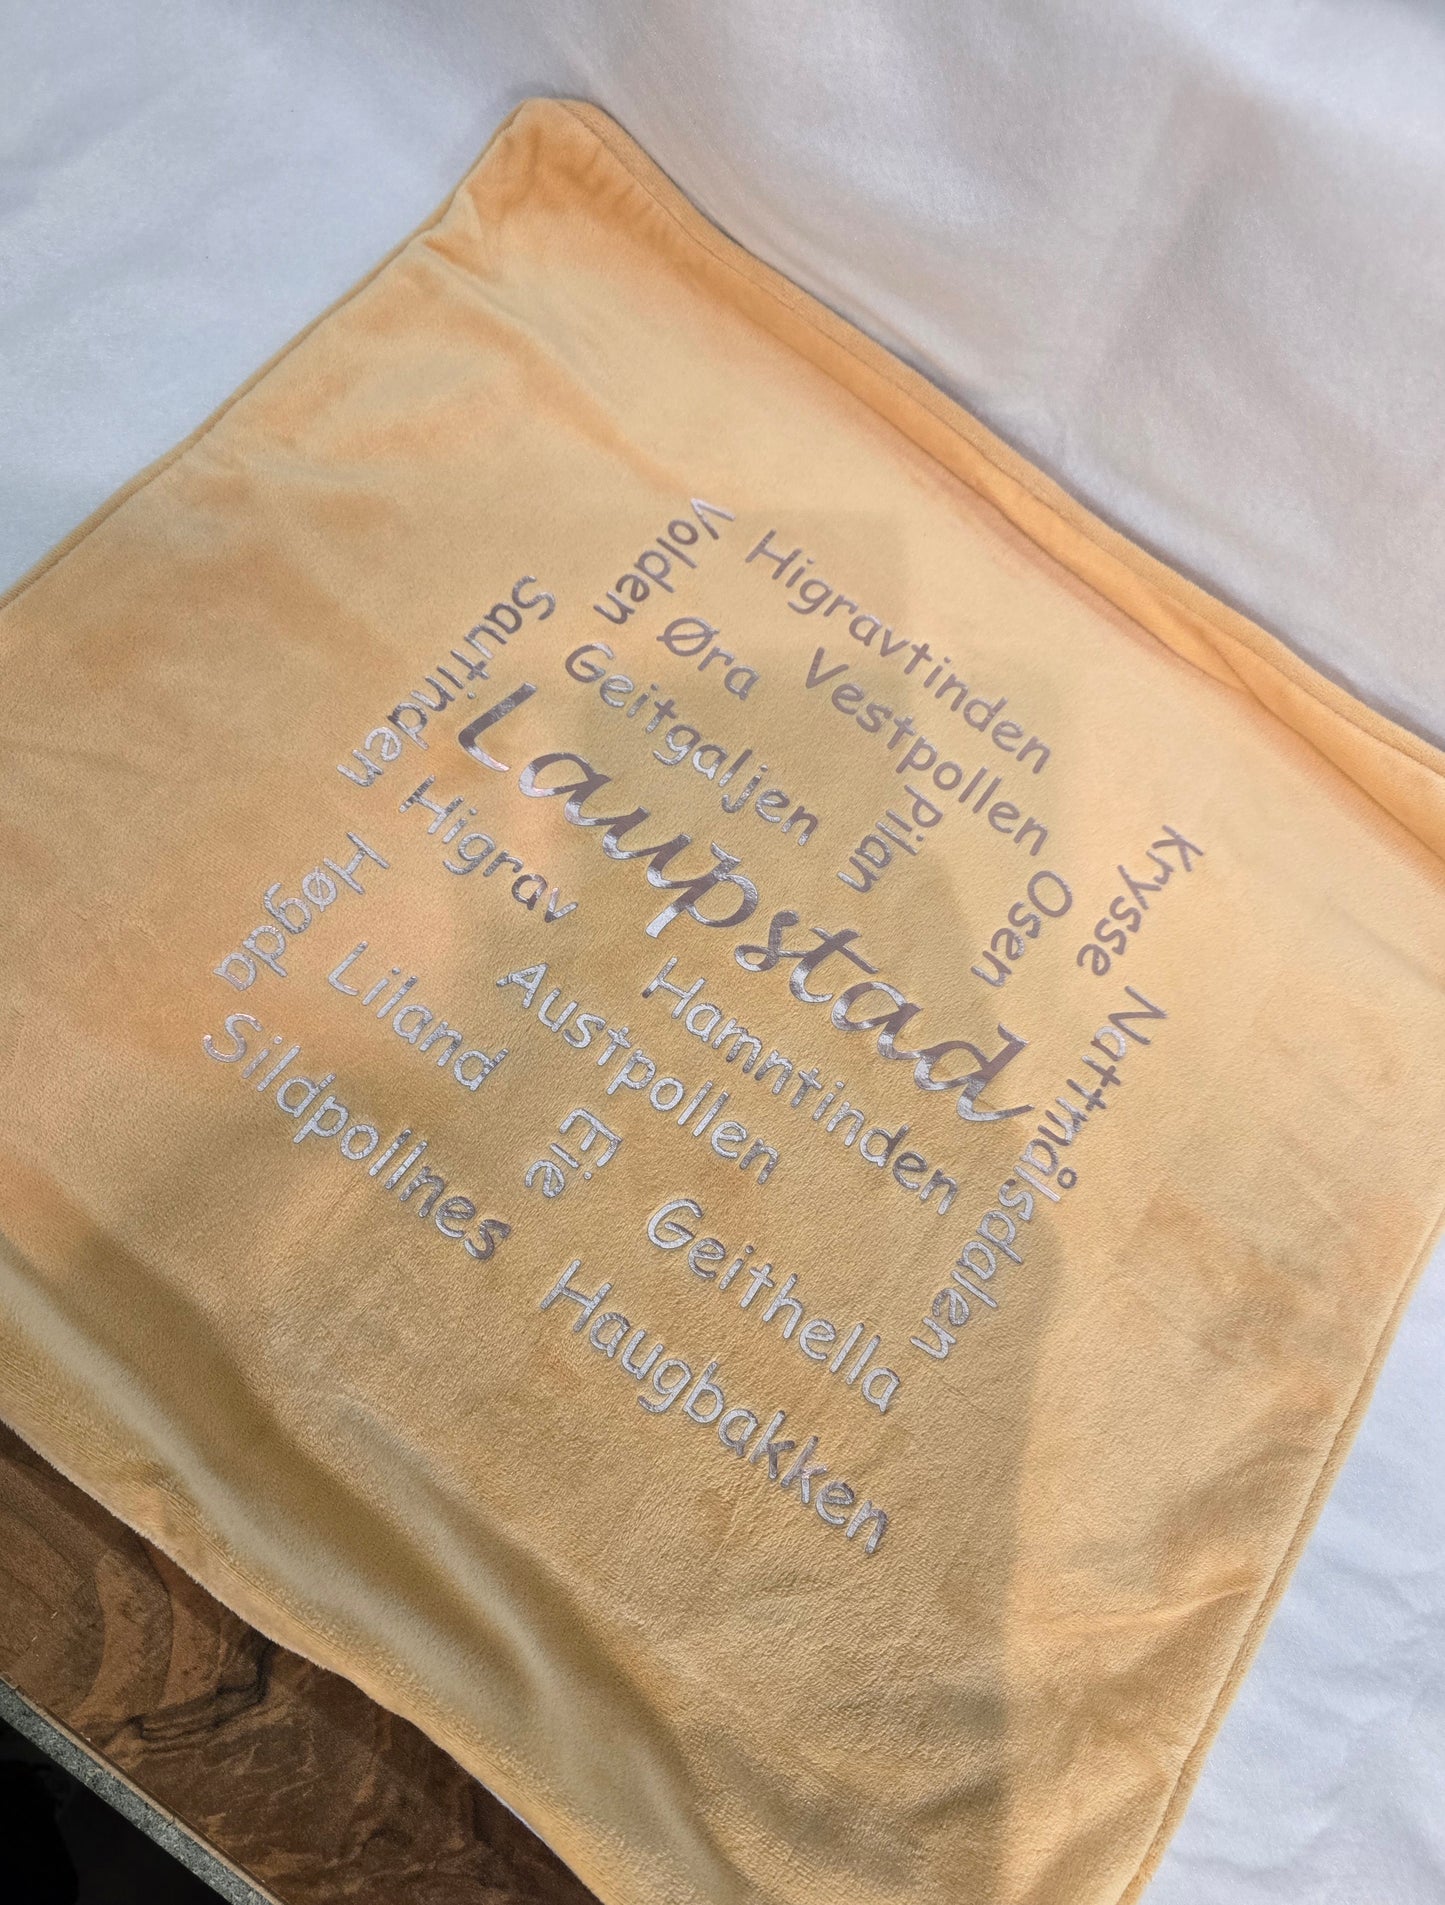 Higravtinden
Volden
Øra
Vestpollen
Sautinden
Geitgaljen
Pilan
Osen
Krysse
Laupstad
Higrav
Hamntinden
Nattmålsdalen
Høgda
Liland
Austpollen
Eie
Geithella
Sildpollnes
Haugbakken